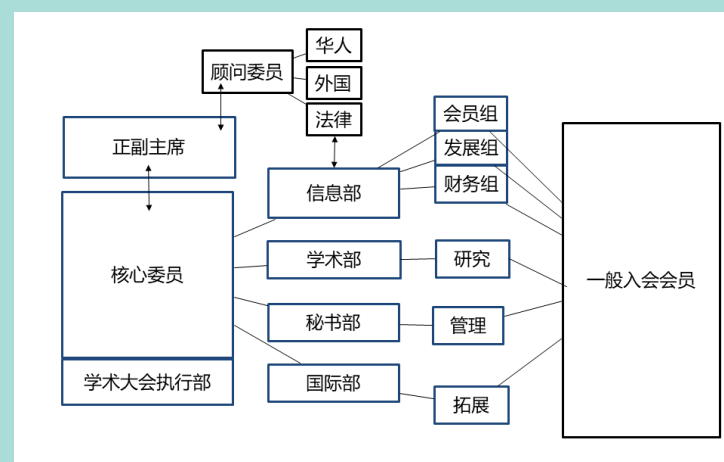 华人
顾问委员
外国
法律
正副主席
会员组
发展组
财务组
信息部
核心委员
学术部
研究
一般入会会员
秘书部
管理
学术大会执行部
国际部
拓展